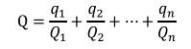 Q = q₁/Q₁ + q₂/Q₂ + ⋯ + qₙ/Qₙ